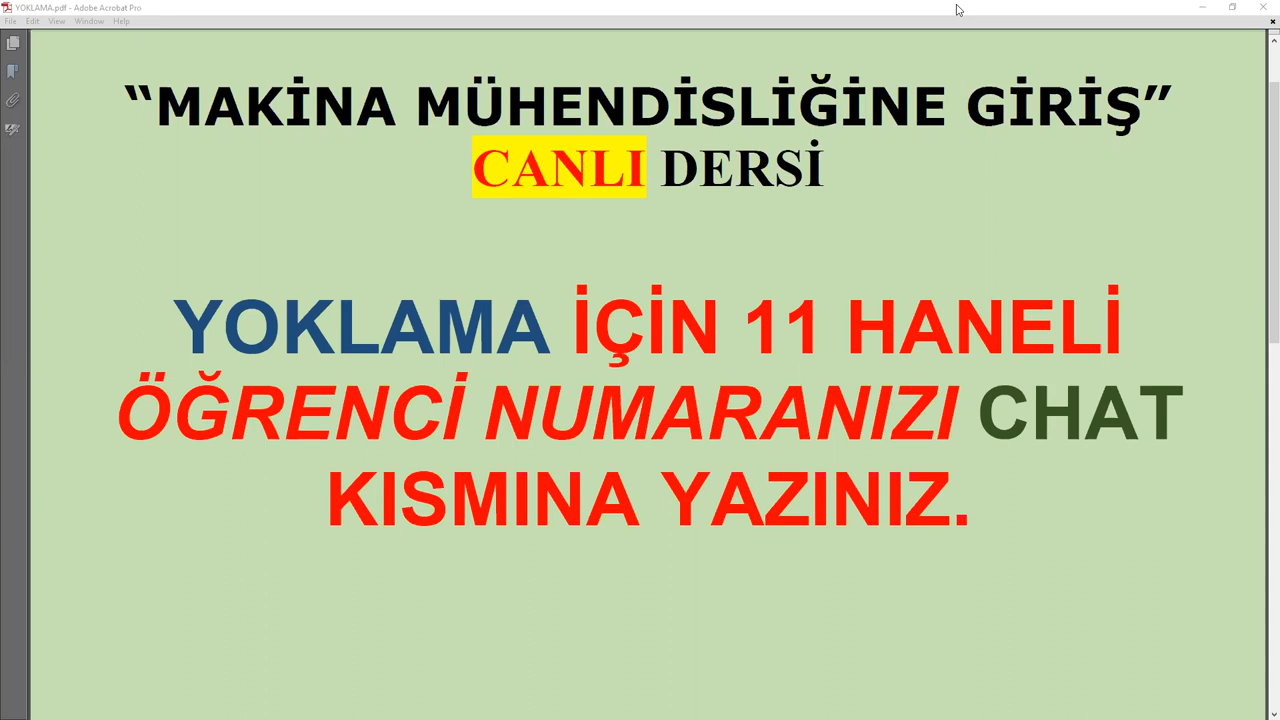 YOKLAMA.pdf - Adobe Acrobat Pro
File Edit View Window Help
“MAKİNA MÜHENDİSLİĞİNE GİRİŞ”
CANLI DERSİ
YOKLAMA İÇİN 11 HANELİ
ÖĞRENCİ NUMARANIZI CHAT
KISMINA YAZINIZ.